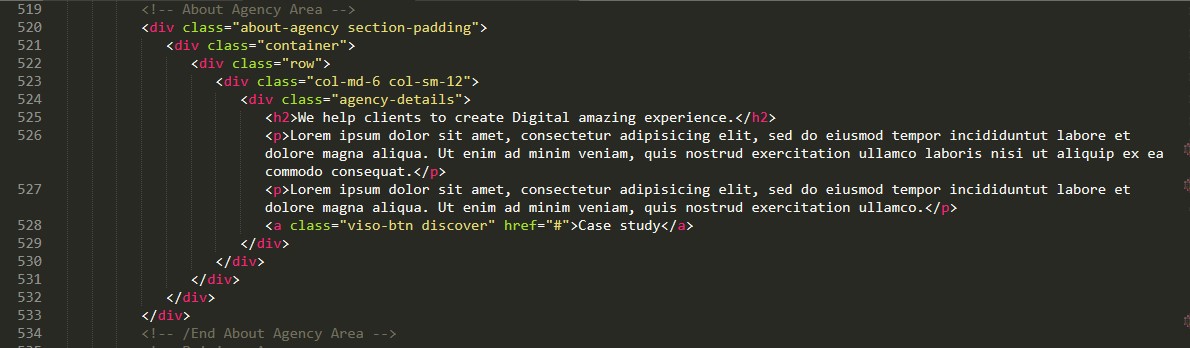 519 <!-- About Agency Area -->
520 <div class="about-agency section-padding">
521 <div class="container">
522 <div class="row">
523 <div class="col-md-6 col-sm-12">
524 <div class="agency-details">
525 <h2>We help clients to create Digital amazing experience.</h2>
526 <p>Lorem ipsum dolor sit amet, consectetur adipisicing elit, sed do eiusmod tempor incididuntut labore et
dolore magna aliqua. Ut enim ad minim veniam, quis nostrud exercitation ullamco laboris nisi ut aliquip ex ea
commodo consequat.</p>
527 <p>Lorem ipsum dolor sit amet, consectetur adipisicing elit, sed do eiusmod tempor incididuntut labore et
dolore magna aliqua. Ut enim ad minim veniam, quis nostrud exercitation ullamco.</p>
528 <a class="viso-btn discover" href="#">Case study</a>
529 </div>
530 </div>
531 </div>
532 </div>
533 </div>
534 <!-- /End About Agency Area -->